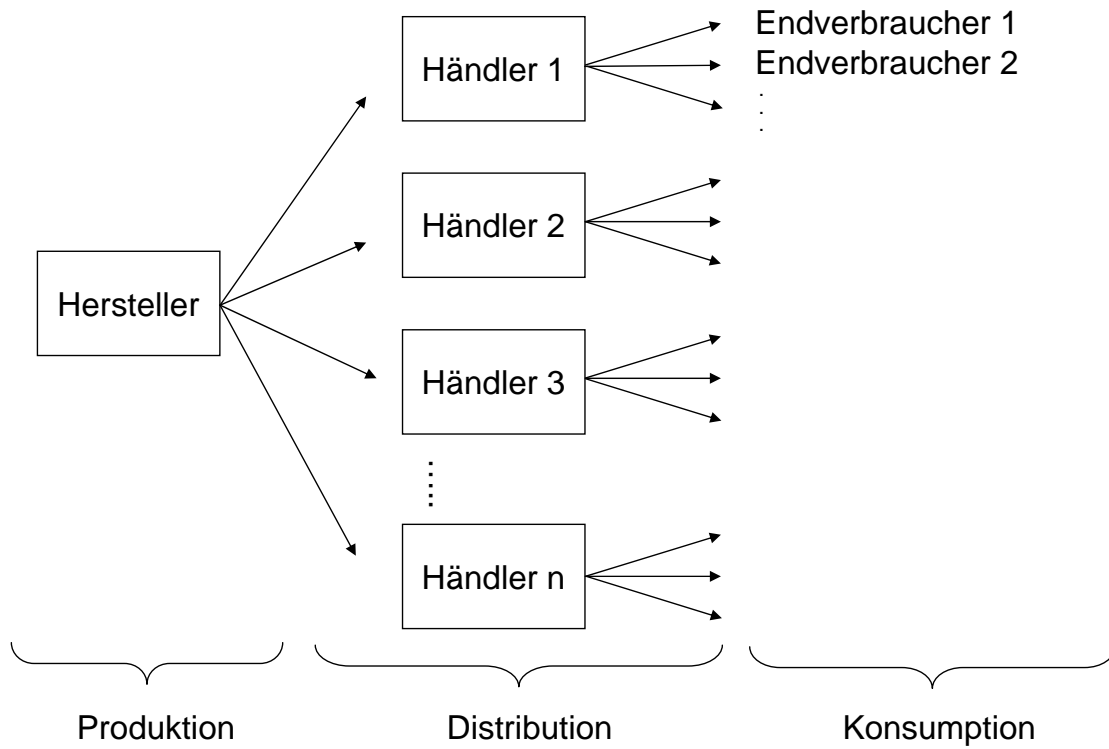 Endverbraucher 1
Händler 1
Endverbraucher 2
Händler 2
Hersteller
Händler 3
Händler n
Produktion
Distribution
Konsumption